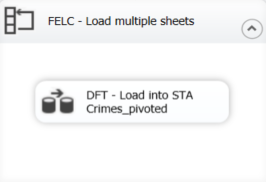 FELC - Load multiple sheets
DFT - Load into STA
Crimes_pivoted